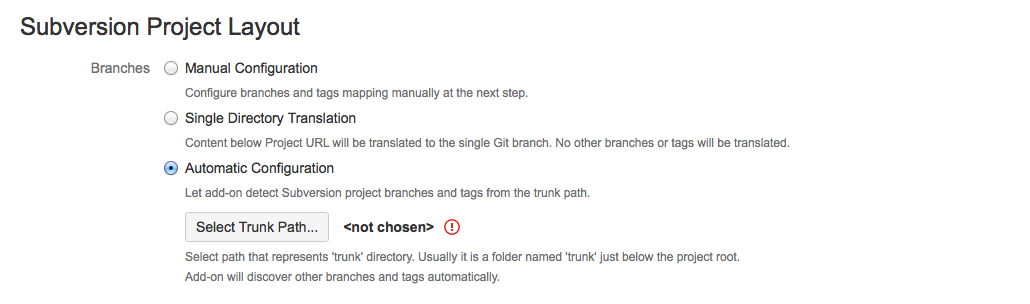 Subversion Project Layout
Branches Manual Configuration
Configure branches and tags mapping manually at the next step.
Single Directory Translation
Content below Project URL will be translated to the single Git branch. No other branches or tags will be translated.
Automatic Configuration
Let add-on detect Subversion project branches and tags from the trunk path.
Select Trunk Path... <not chosen>
Select path that represents 'trunk' directory. Usually it is a folder named 'trunk' just below the project root.
Add-on will discover other branches and tags automatically.